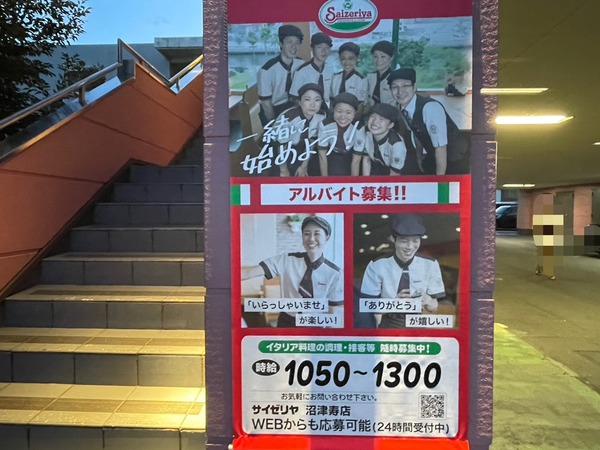 Saizeriya
一緒に
始めよう！
アルバイト募集!!
「いらっしゃいませ」
が楽しい！
「ありがとう」
が嬉しい！
イタリア料理の調理・接客等 随時募集中！
時給 1050～1300
お気軽にお問い合わせ下さい。
サイゼリヤ 沼津寿店
WEBからも応募可能(24時間受付中)